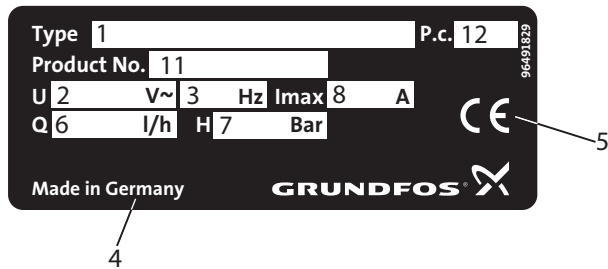 Type 1 P.c. 12
96491829
Product No. 11
U 2 V~ 3 Hz Imax 8 A
Q 6 l/h H 7 Bar
CE
5
Made in Germany GRUNDFOS
4